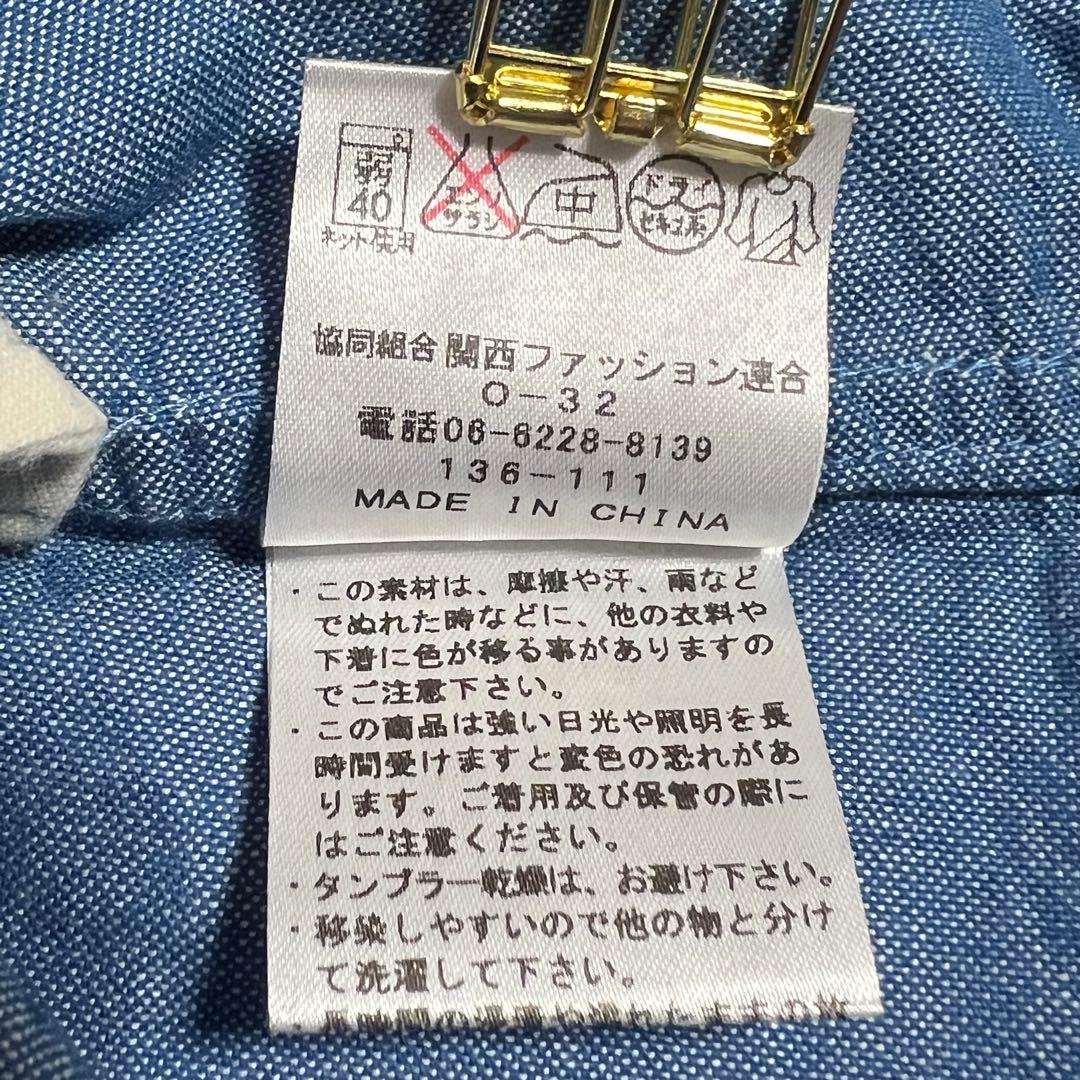 弱
40
ネット使用
エンソ
サラシ
中
ドライ
セキユ系
協同組合 関西ファッション連合
O-32
電話06-6228-8139
136-111
MADE IN CHINA
・この素材は、摩擦や汗、雨など
でぬれた時などに、他の衣料や
下着に色が移る事がありますの
でご注意下さい。
・この商品は強い日光や照明を長
時間受けますと変色の恐れがあ
ります。ご着用及び保管の際に
はご注意ください。
・タンブラー乾燥は、お避け下さい。
・移染しやすいので他の物と分け
て洗濯して下さい。